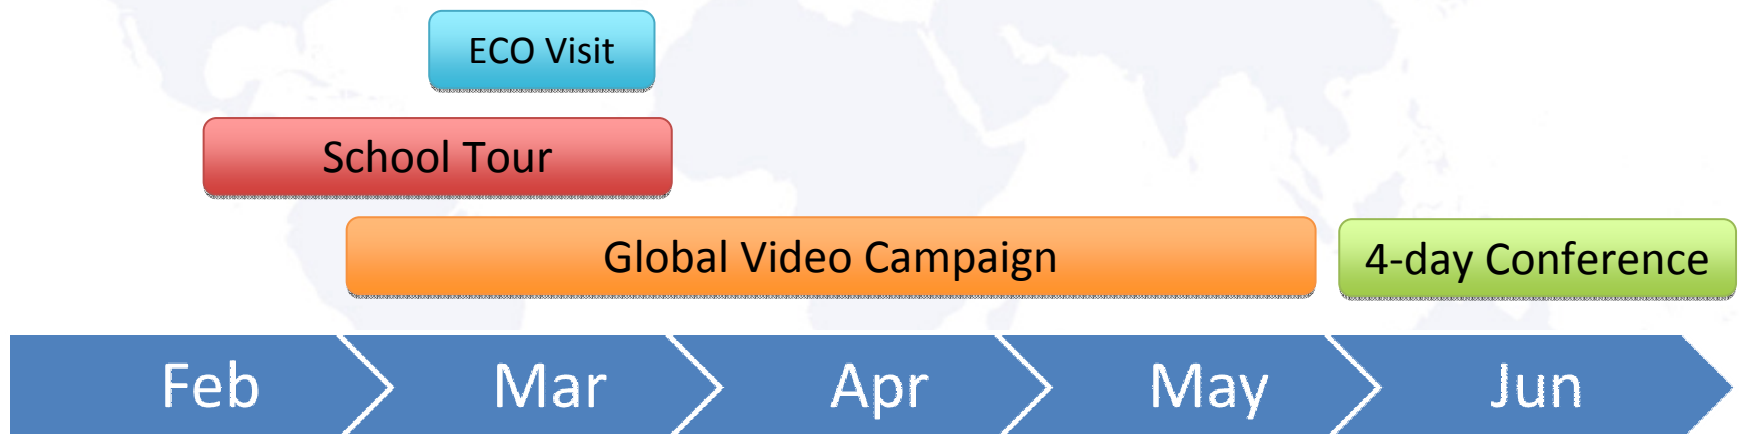 ECO Visit
School Tour
Global Video Campaign
4-day Conference
Feb Mar Apr May Jun